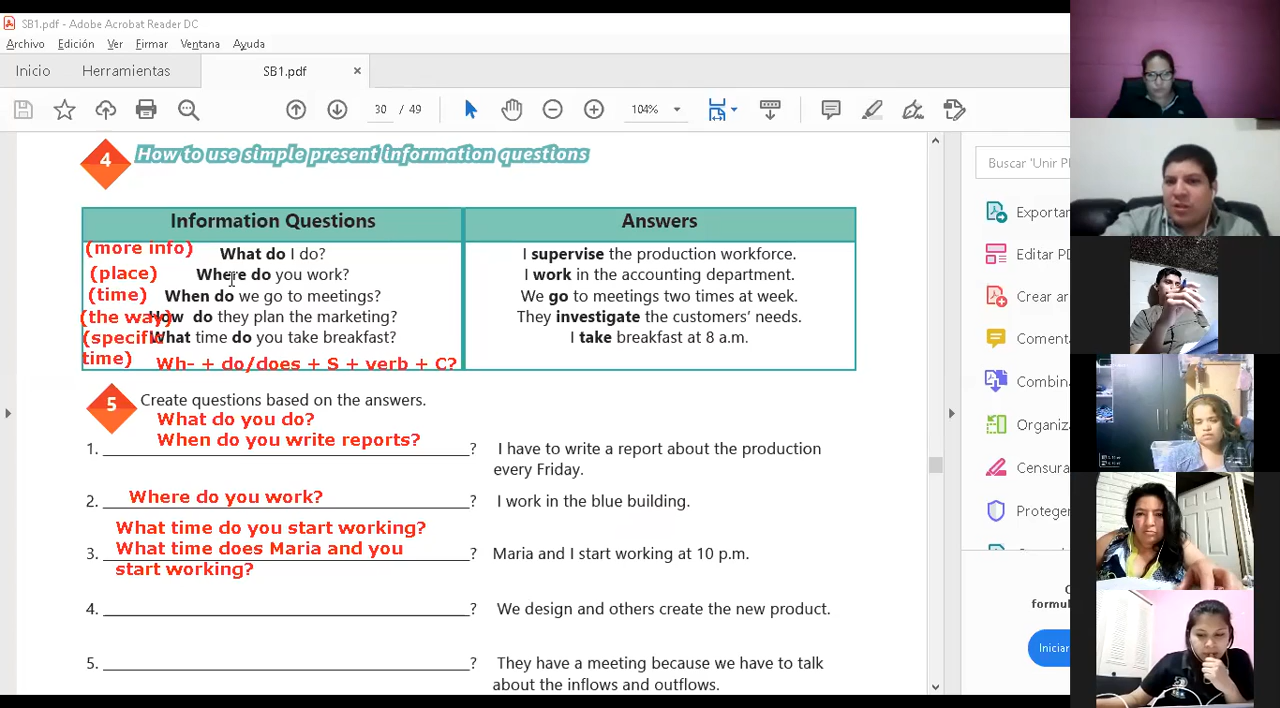 SB1.pdf - Adobe Acrobat Reader DC
Archivo Edición Ver Firmar Ventana Ayuda
Inicio Herramientas SB1.pdf ×
30 / 49 104%
4 How to use simple present information questions
Information Questions Answers
(more info) What do I do? I supervise the production workforce.
(place) Where do you work? I work in the accounting department.
(time) When do we go to meetings? We go to meetings two times at week.
(the way) How do they plan the marketing? They investigate the customers' needs.
(specific What time do you take breakfast? I take breakfast at 8 a.m.
time) Wh- + do/does + S + verb + C?
5 Create questions based on the answers.
What do you do?
When do you write reports?
1. ? I have to write a report about the production
every Friday.
2. Where do you work? ? I work in the blue building.
What time do you start working?
What time does Maria and you
3. ? Maria and I start working at 10 p.m.
start working?
4. ? We design and others create the new product.
5. ? They have a meeting because we have to talk
about the inflows and outflows.
Buscar 'Unir P
Exportar
Editar PD
Crear ar
Comenta
Combin
Organiza
Censura
Proteger
formu
Iniciar